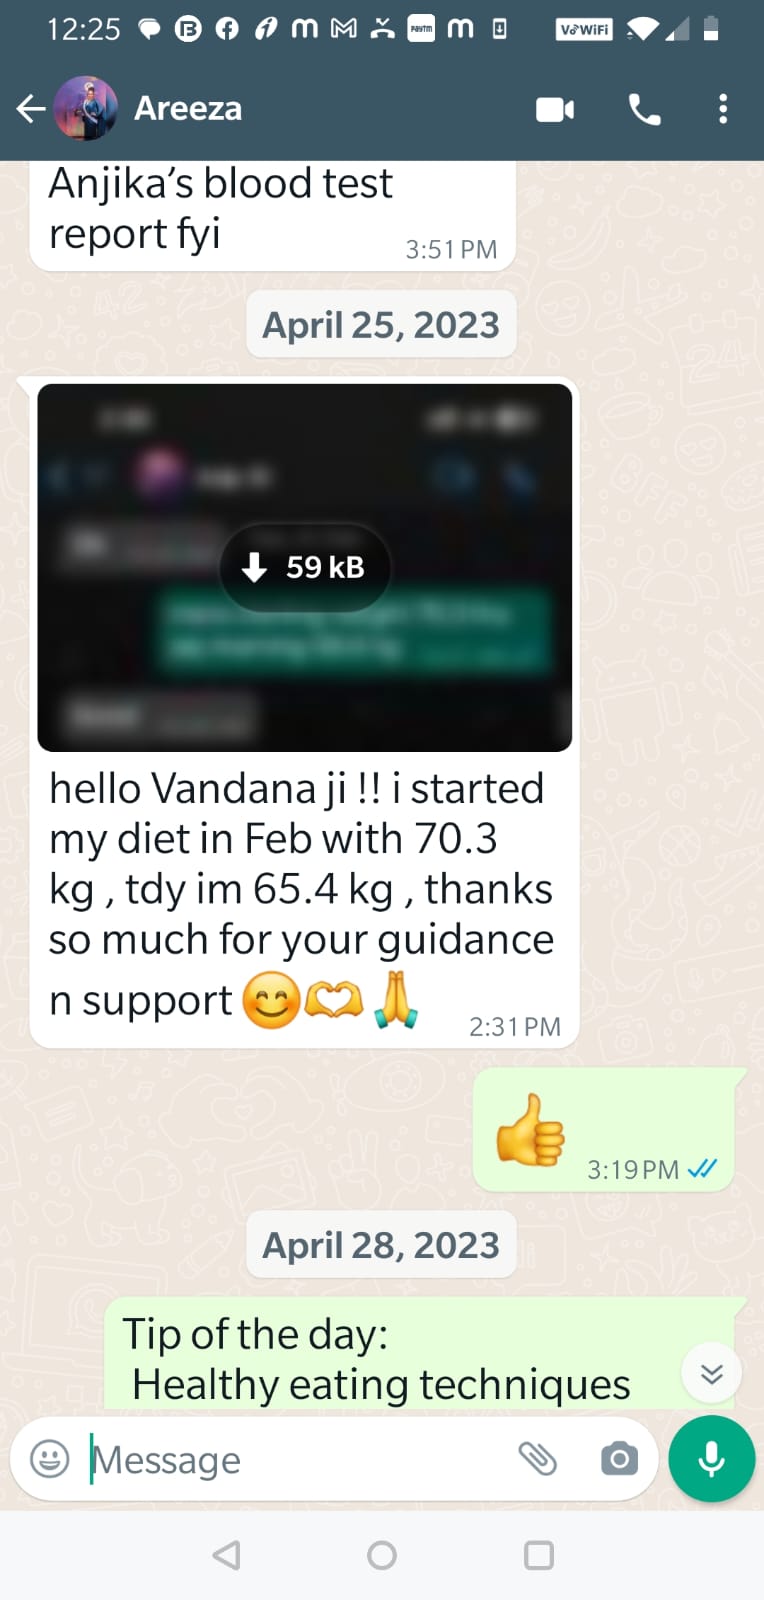 12:25
VoWiFi
Areeza
Anjika's blood test
report fyi
3:51 PM
April 25, 2023
59 kB
hello Vandana ji !! i started
my diet in Feb with 70.3
kg , tdy im 65.4 kg , thanks
so much for your guidance
n support 😊🫶🙏
2:31 PM
👍
3:19 PM
April 28, 2023
Tip of the day:
Healthy eating techniques
Message